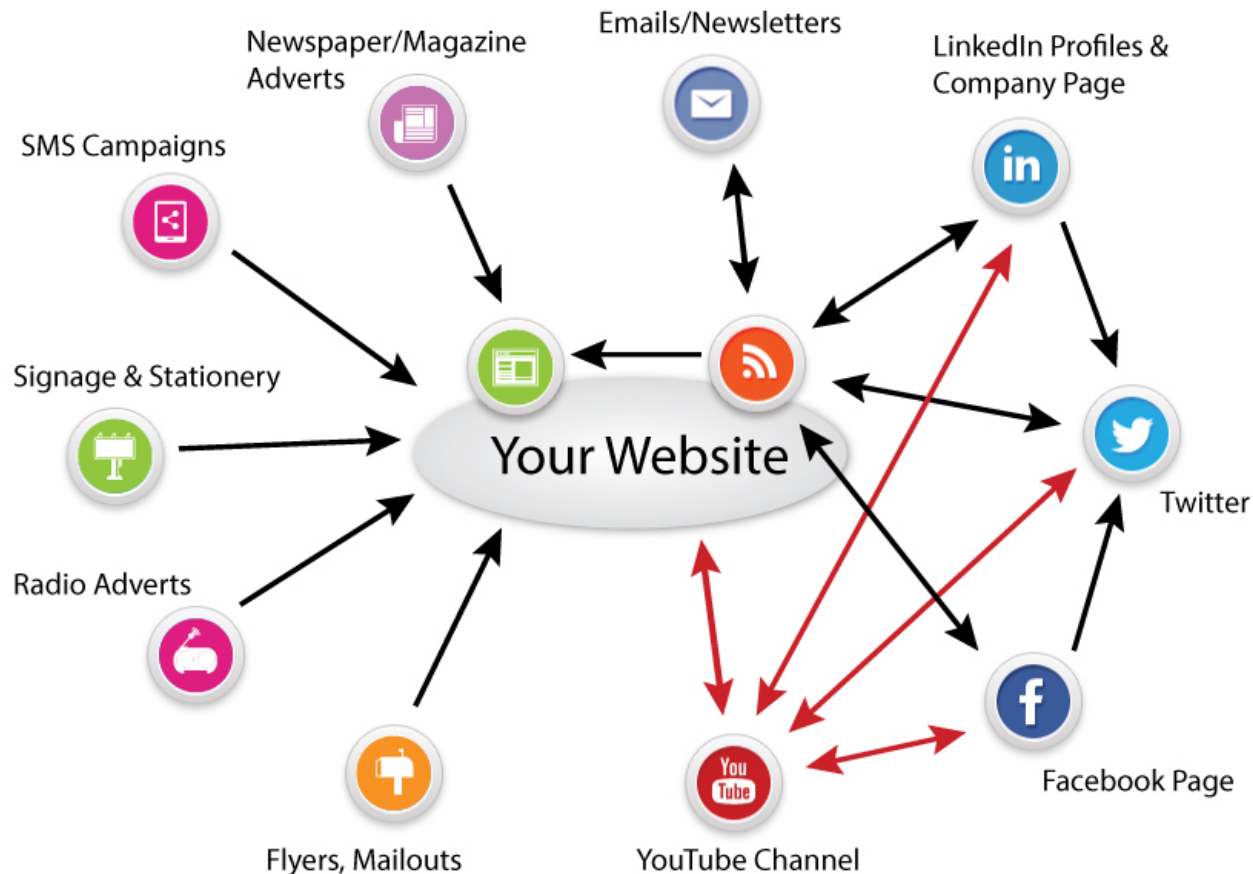 Emails/Newsletters
Newspaper/Magazine
Adverts
LinkedIn Profiles &
Company Page
SMS Campaigns
in
Signage & Stationery
Your Website
Twitter
Radio Adverts
f
You
Tube
Facebook Page
Flyers, Mailouts
YouTube Channel